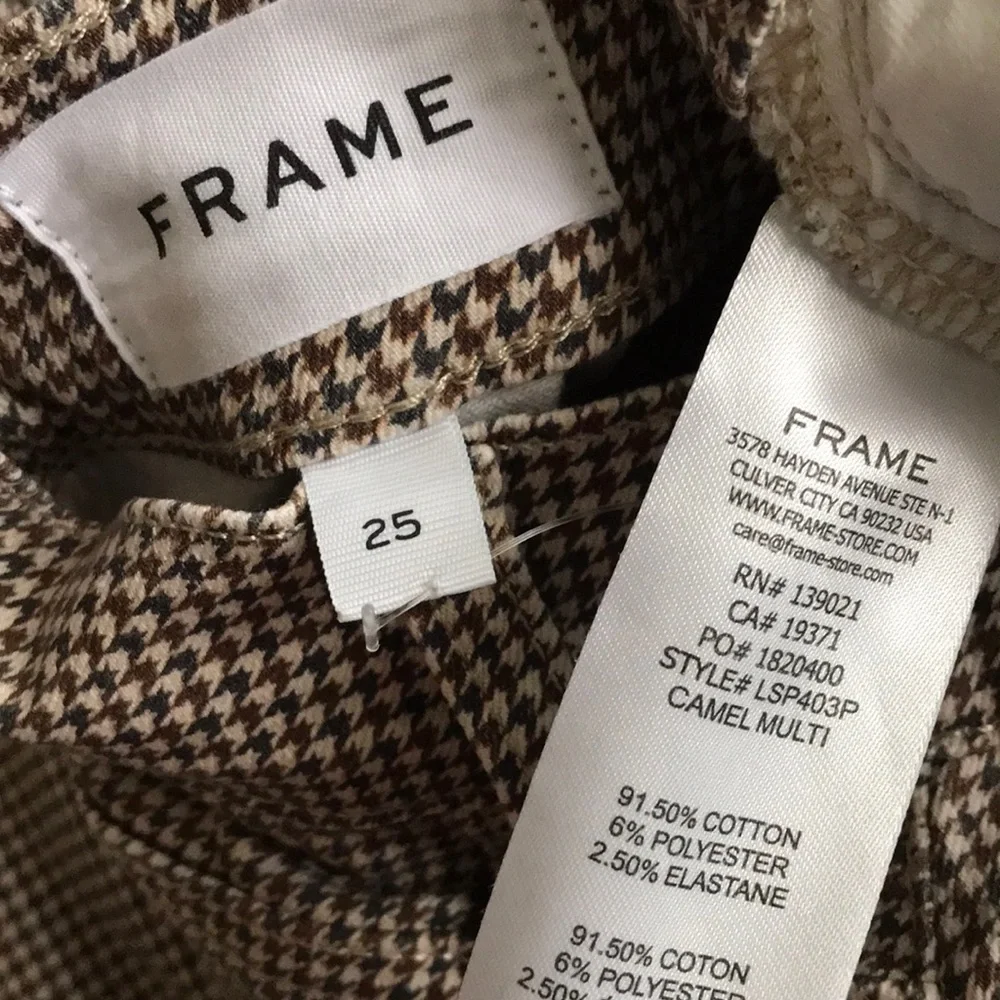 FRAME
25
FRAME
3578 HAYDEN AVENUE STE N-1
CULVER CITY CA 90232 USA
WWW.FRAME-STORE.COM
care@frame-store.com
RN# 139021
CA# 19371
PO# 1820400
STYLE# LSP403P
CAMEL MULTI
91.50% COTTON
6% POLYESTER
2.50% ELASTANE
91.50% COTON
6% POLYESTER
2.50%